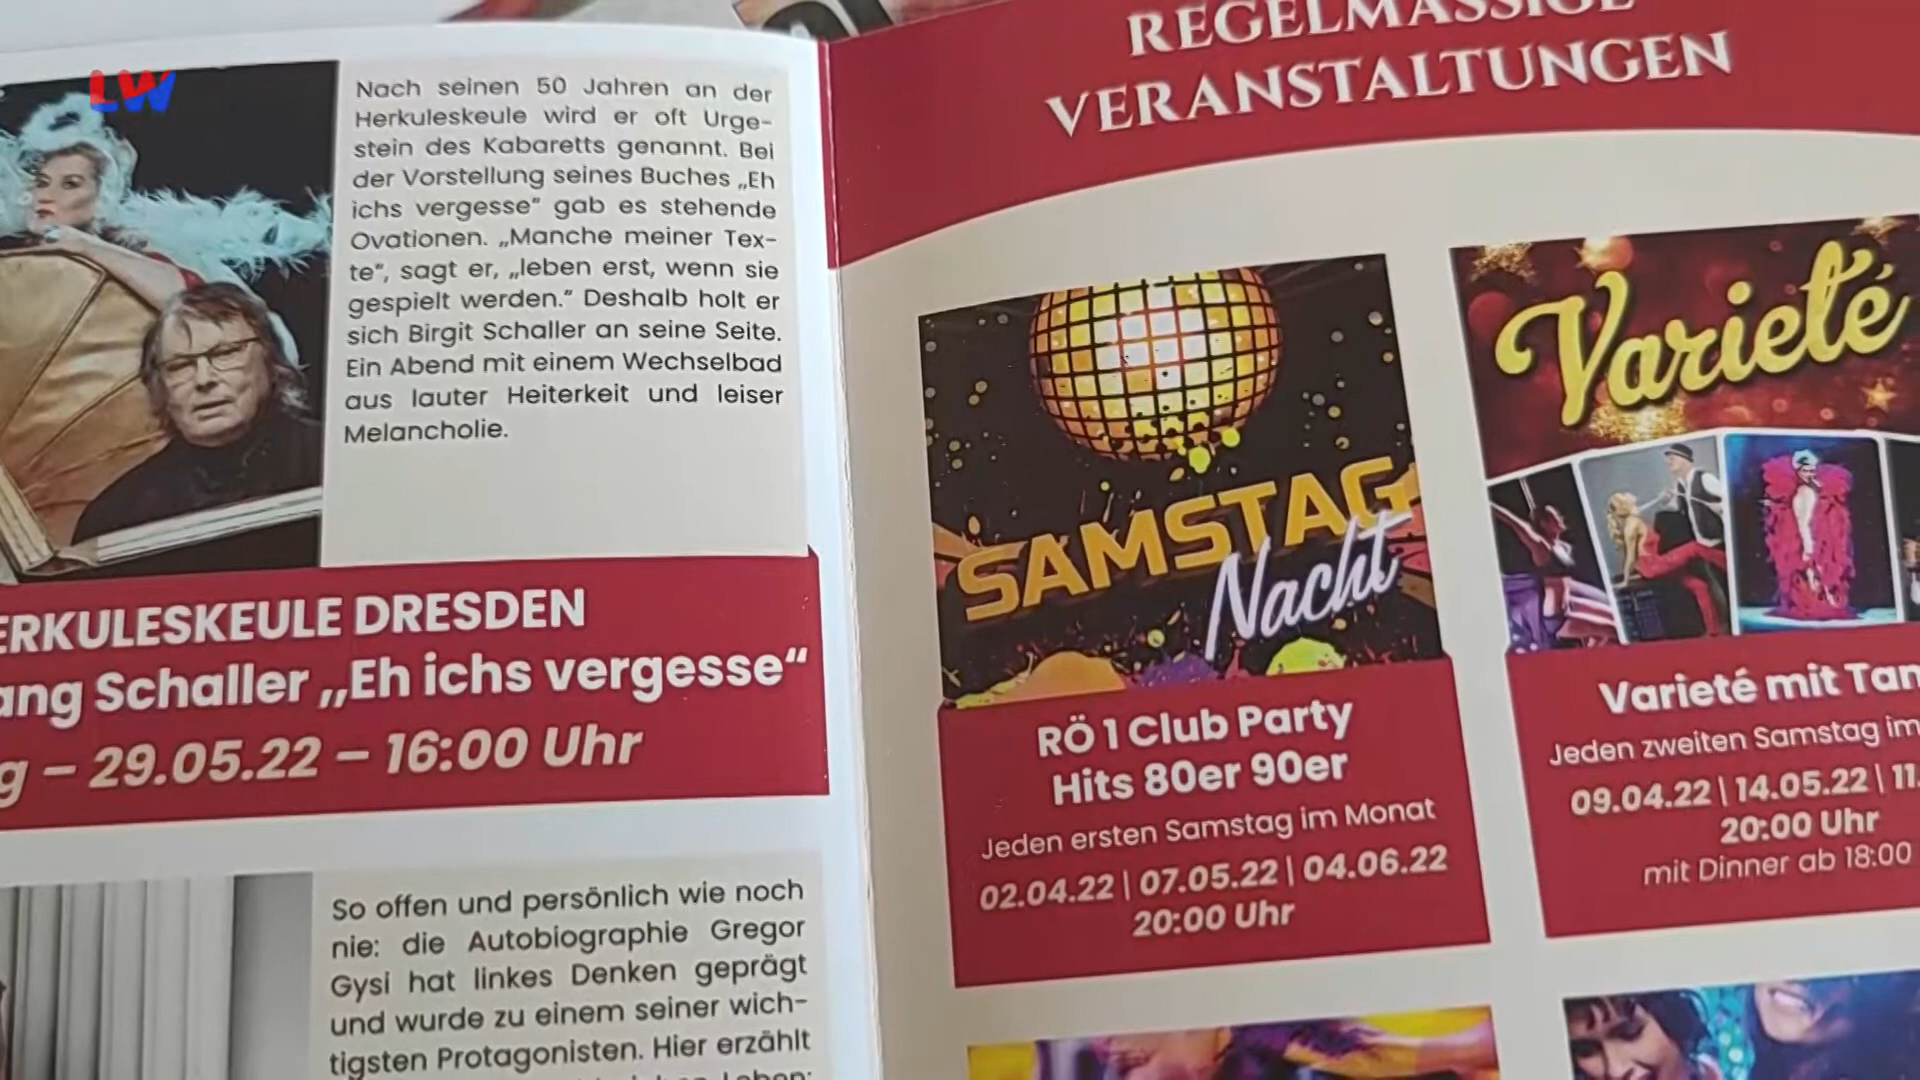 LW
Nach seinen 50 Jahren an der
Herkuleskeule wird er oft Urge-
stein des Kabaretts genannt. Bei
der Vorstellung seines Buches „Eh
ichs vergesse" gab es stehende
Ovationen. „Manche meiner Tex-
te", sagt er, „leben erst, wenn sie
gespielt werden." Deshalb holt er
sich Birgit Schaller an seine Seite.
Ein Abend mit einem Wechselbad
aus lauter Heiterkeit und leiser
Melancholie.
ERKULESKEULE DRESDEN
ang Schaller „Eh ichs vergesse“
g – 29.05.22 – 16:00 Uhr
So offen und persönlich wie noch
nie: die Autobiographie Gregor
Gysi hat linkes Denken geprägt
und wurde zu einem seiner wich-
tigsten Protagonisten. Hier erzählt
Leben:
REGELMÄSSIGE
VERANSTALTUNGEN
SAMSTAG
Nacht
RÖ 1 Club Party
Hits 80er 90er
Jeden ersten Samstag im Monat
02.04.22 | 07.05.22 | 04.06.22
20:00 Uhr
Varieté
Varieté mit Tan
Jeden zweiten Samstag im
09.04.22 | 14.05.22 | 11.
20:00 Uhr
mit Dinner ab 18:00